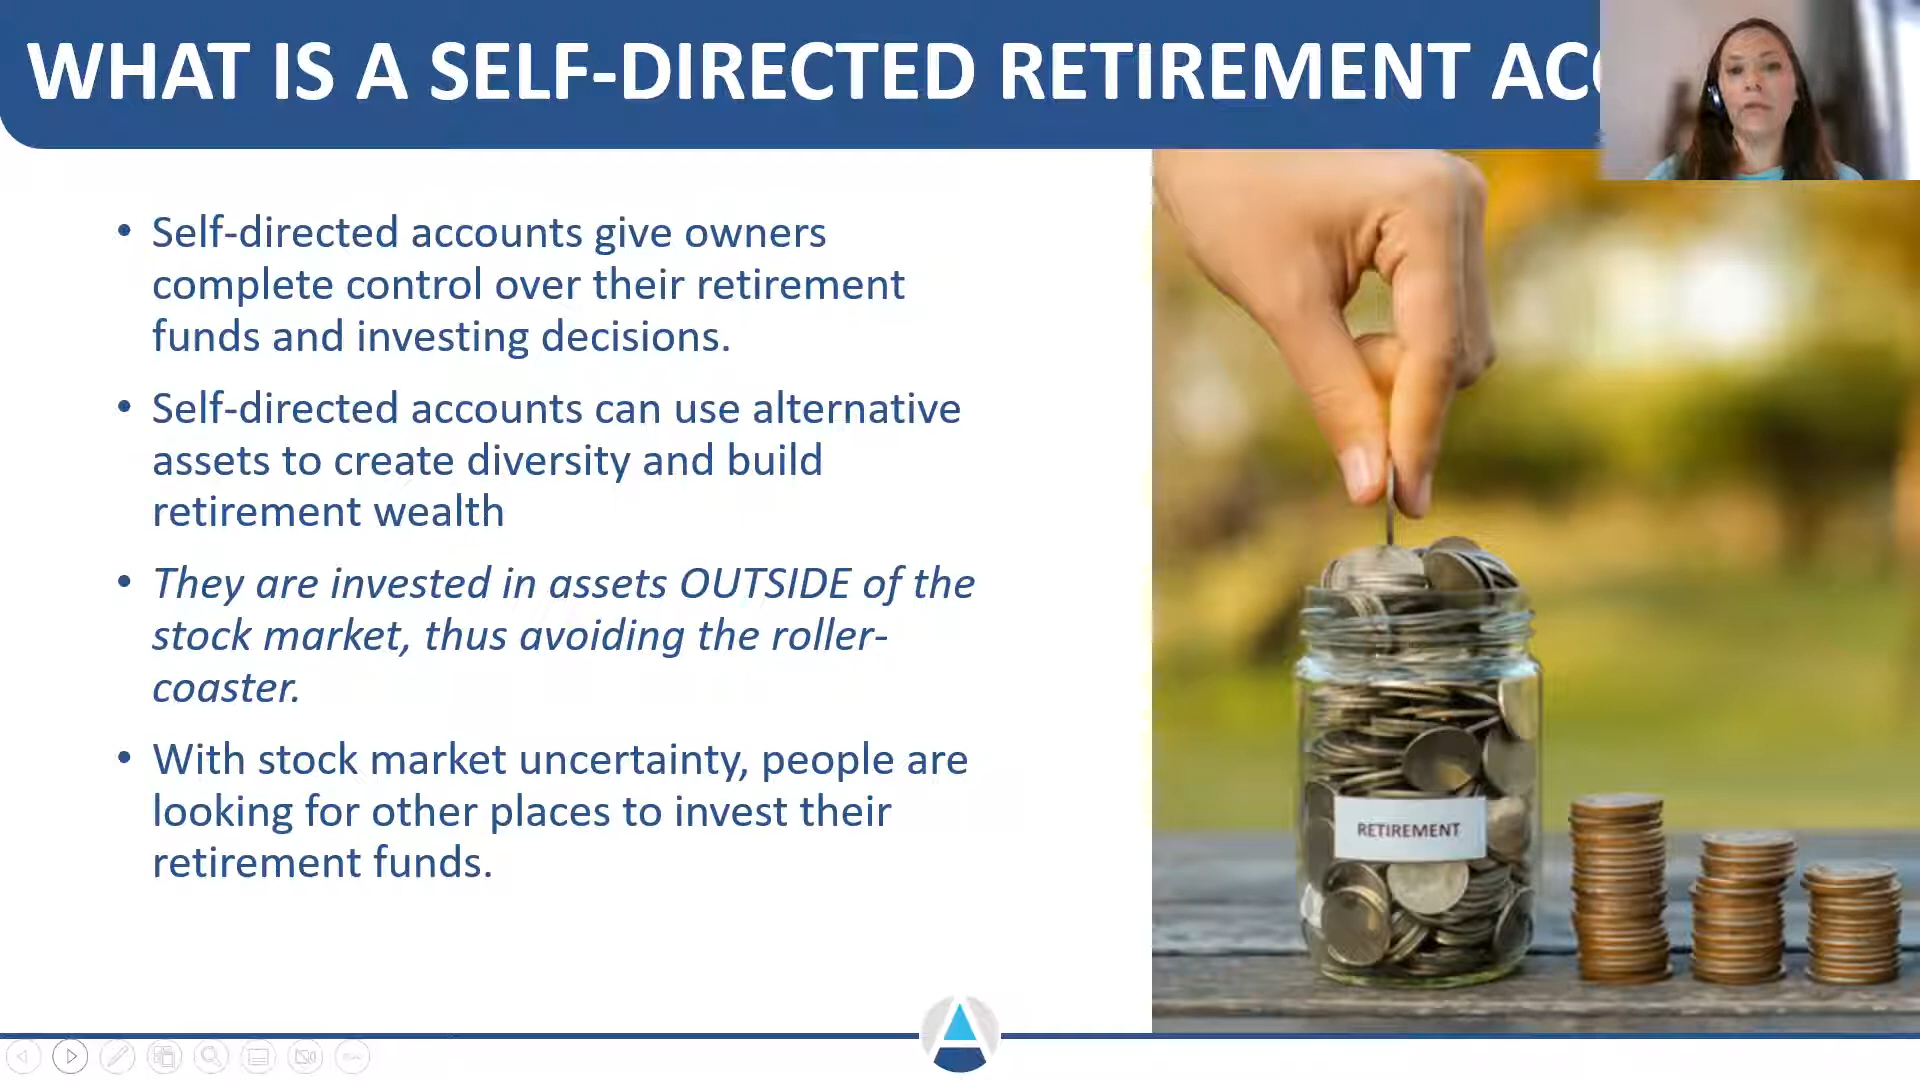 WHAT IS A SELF-DIRECTED RETIREMENT
• Self-directed accounts give owners
complete control over their retirement
funds and investing decisions.
• Self-directed accounts can use alternative
assets to create diversity and build
retirement wealth
• They are invested in assets OUTSIDE of the
stock market, thus avoiding the roller-
coaster.
• With stock market uncertainty, people are
looking for other places to invest their
retirement funds.
RETIREMENT